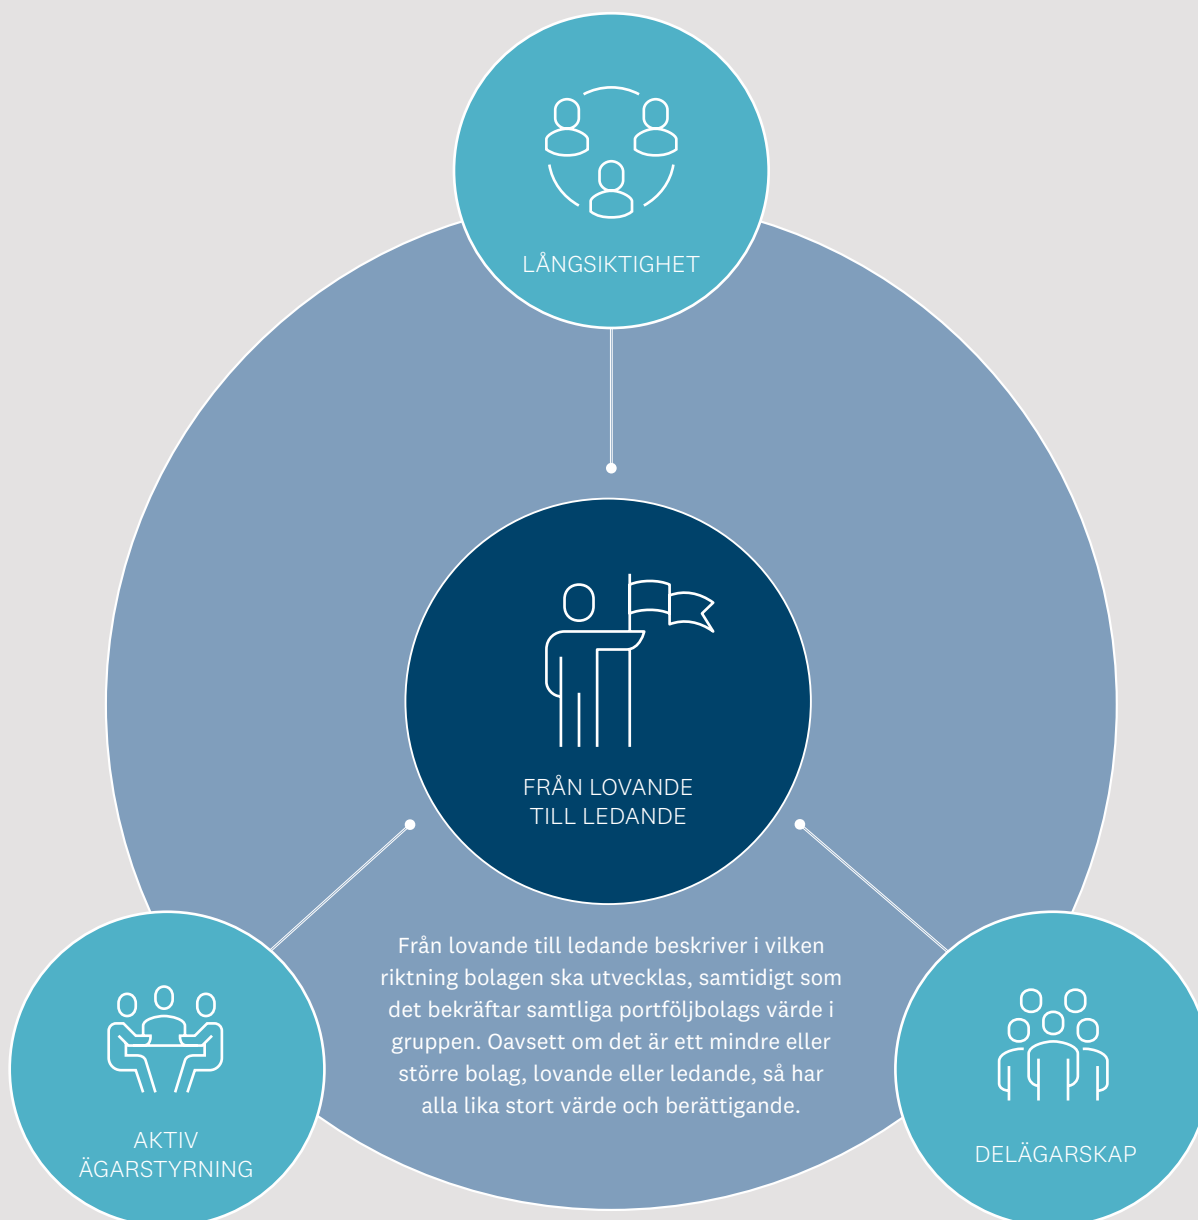 LÅNGSIKTIGHET
FRÅN LOVANDE
TILL LEDANDE
Från lovande till ledande beskriver i vilken
riktning bolagen ska utvecklas, samtidigt som
det bekräftar samtliga portföljbolags värde i
gruppen. Oavsett om det är ett mindre eller
större bolag, lovande eller ledande, så har
alla lika stort värde och berättigande.
AKTIV
ÄGARSTYRNING
DELÄGARSKAP